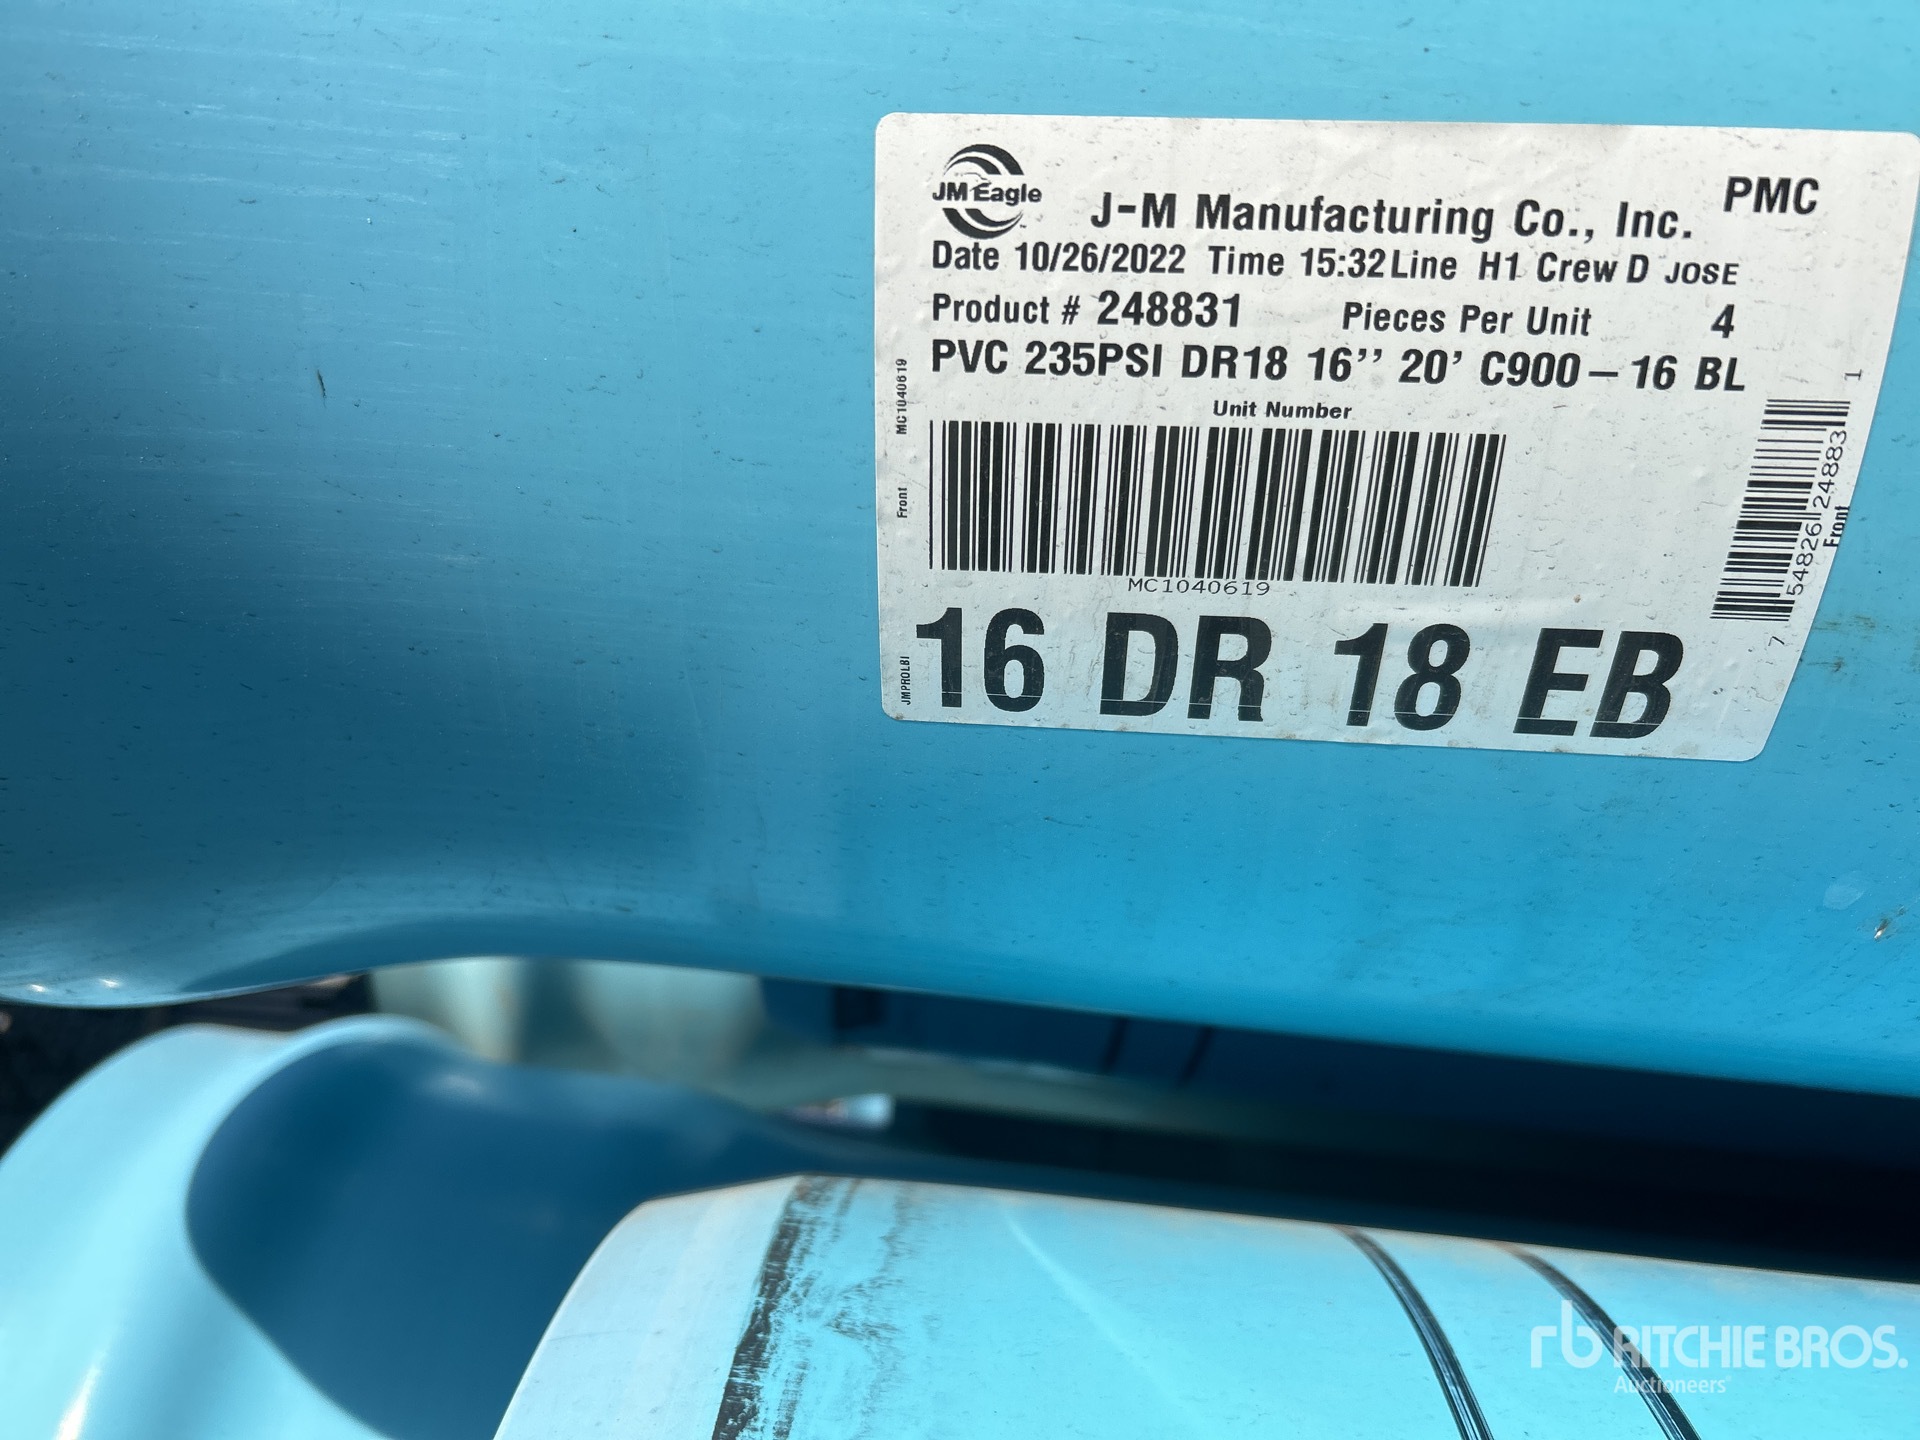 JM Eagle
J-M Manufacturing Co., Inc. PMC
Date 10/26/2022 Time 15:32 Line H1 Crew D JOSE
Product # 248831 Pieces Per Unit 4
PVC 235PSI DR18 16'' 20' C900-16 BL
Unit Number
MC1040619
16 DR 18 EB
MC1040619
Front
JMPROLBI
7 54826 24883 1
Front
rb RITCHIE BROS.
Auctioneers